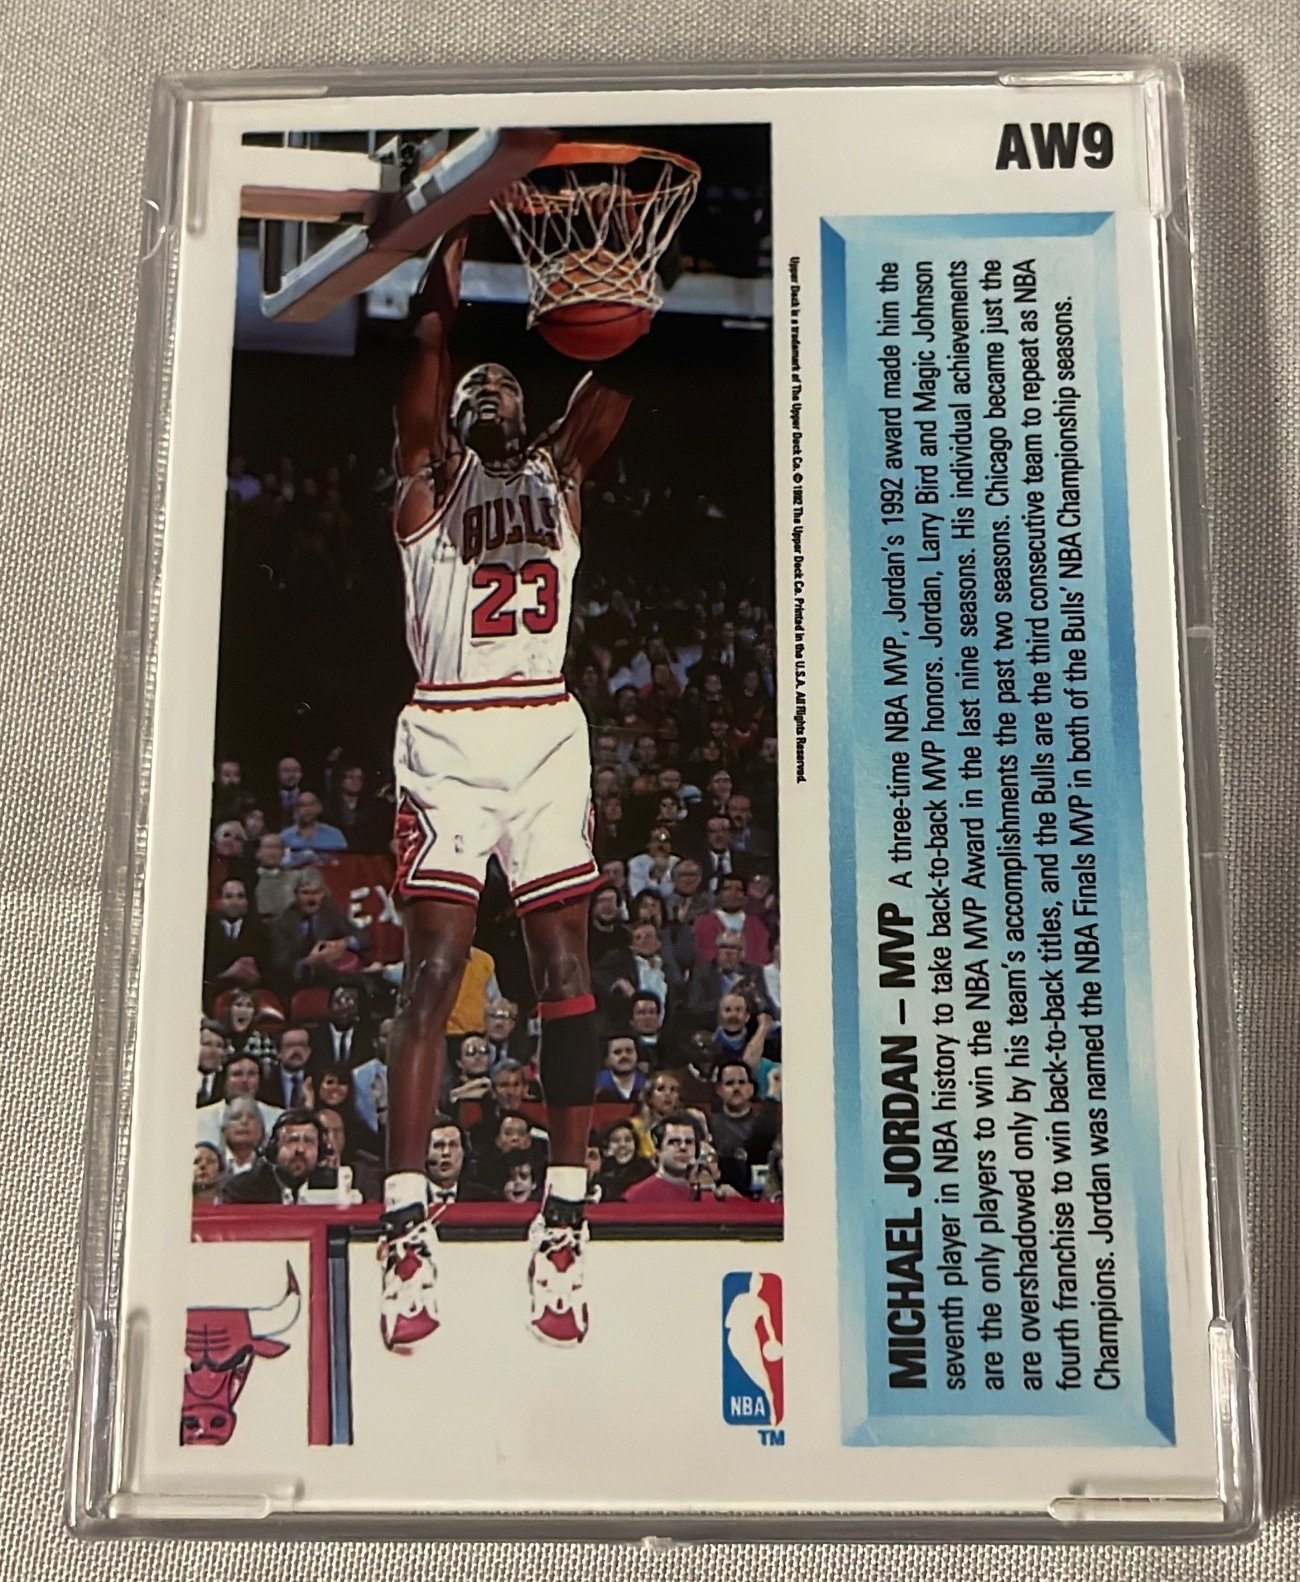 AW9
MICHAEL JORDAN – MVP A three-time NBA MVP, Jordan's 1992 award made him the
seventh player in NBA history to take back-to-back MVP honors. Jordan, Larry Bird and Magic Johnson
are the only players to win the NBA MVP Award in the last nine seasons. His individual achievements
are overshadowed only by his team's accomplishments the past two seasons. Chicago became just the
fourth franchise to win back-to-back titles, and the Bulls are the third consecutive team to repeat as NBA
Champions. Jordan was named the NBA Finals MVP in both of the Bulls' NBA Championship seasons.
Upper Deck is a trademark of The Upper Deck Co. © 1992 The Upper Deck Co. Printed in the U.S.A. All Rights Reserved.
BULLS
23
EX
NBA
TM